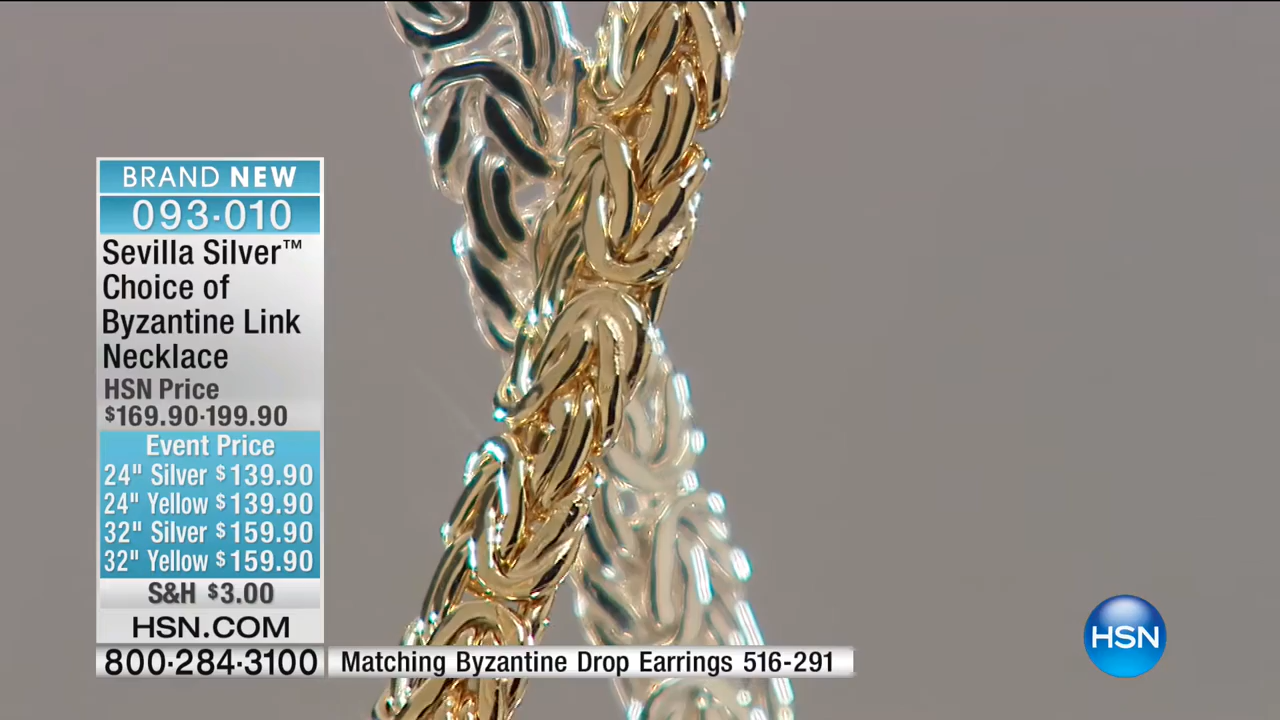 BRAND NEW
093·010
Sevilla Silver™
Choice of
Byzantine Link
Necklace
HSN Price
$169.90-199.90
Event Price
24" Silver $139.90
24" Yellow $139.90
32" Silver $159.90
32" Yellow $159.90
S&H $3.00
HSN.COM
800·284·3100
Matching Byzantine Drop Earrings 516-291
HSN